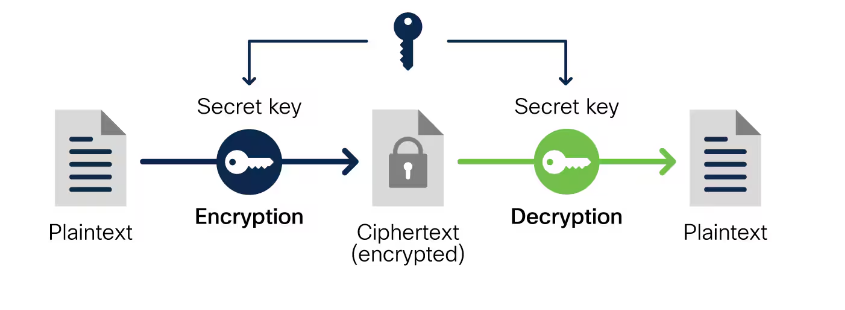 Secret key
Secret key
Encryption
Decryption
Plaintext
Ciphertext
(encrypted)
Plaintext